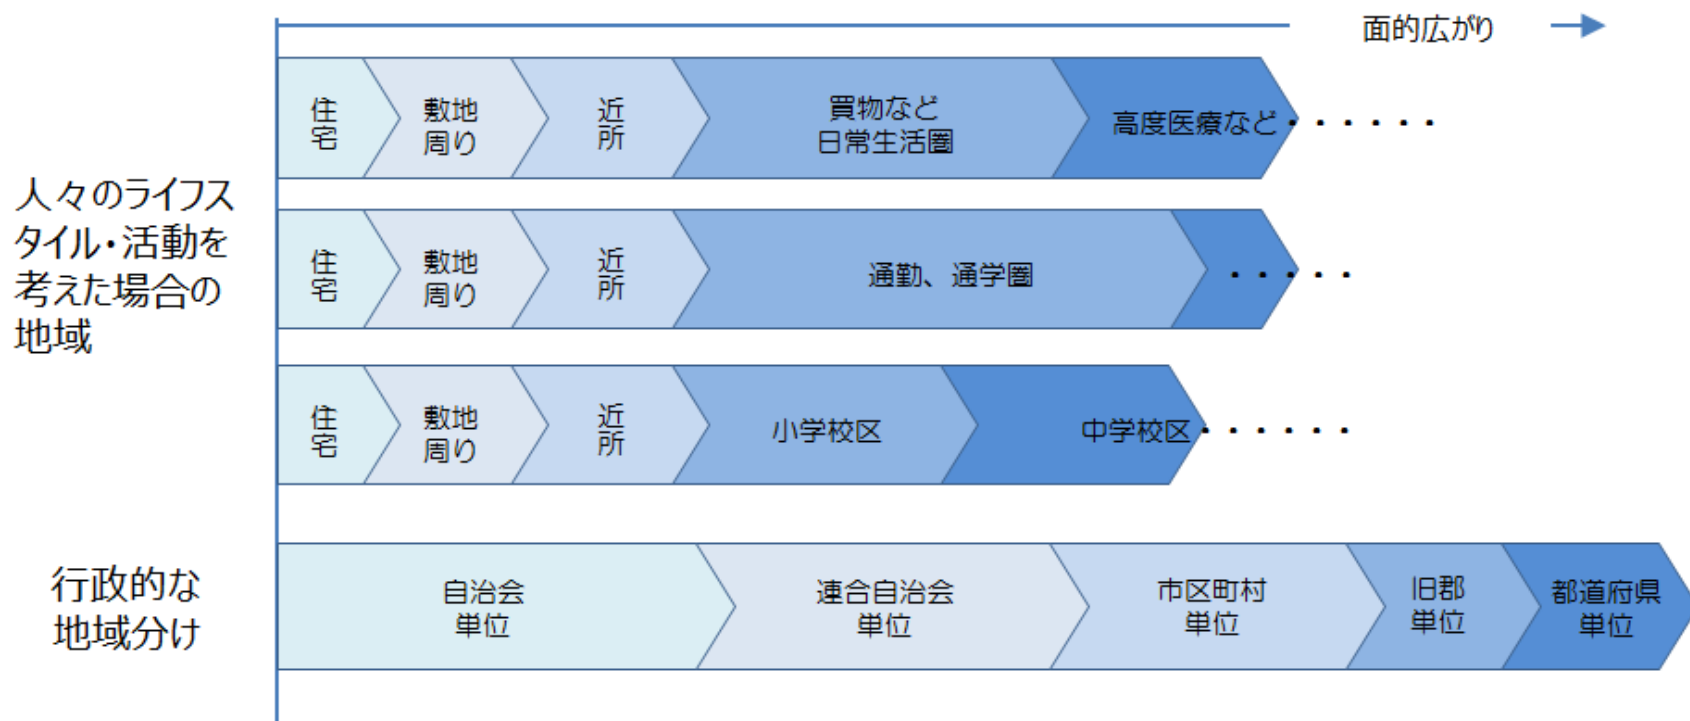 面的広がり
人々のライフス
タイル・活動を
考えた場合の
地域
住
宅
敷地
周り
近
所
買物など
日常生活圏
高度医療など・・・・・・
住
宅
敷地
周り
近
所
通勤、通学圏
・・・・・
住
宅
敷地
周り
近
所
小学校区
中学校区・・・・・・
行政的な
地域分け
自治会
単位
連合自治会
単位
市区町村
単位
旧郡
単位
都道府県
単位